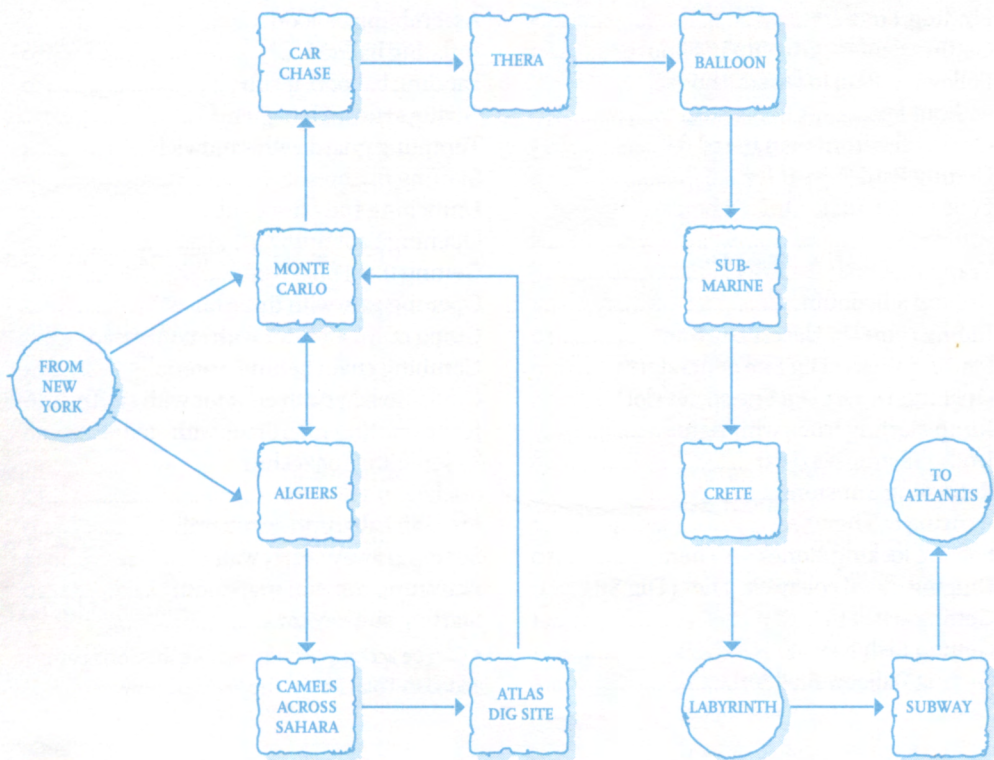 CAR
CHASE
THERA
BALLOON
MONTE
CARLO
SUB-
MARINE
FROM
NEW
YORK
ALGIERS
CRETE
TO
ATLANTIS
CAMELS
ACROSS
SAHARA
ATLAS
DIG SITE
LABYRINTH
SUBWAY